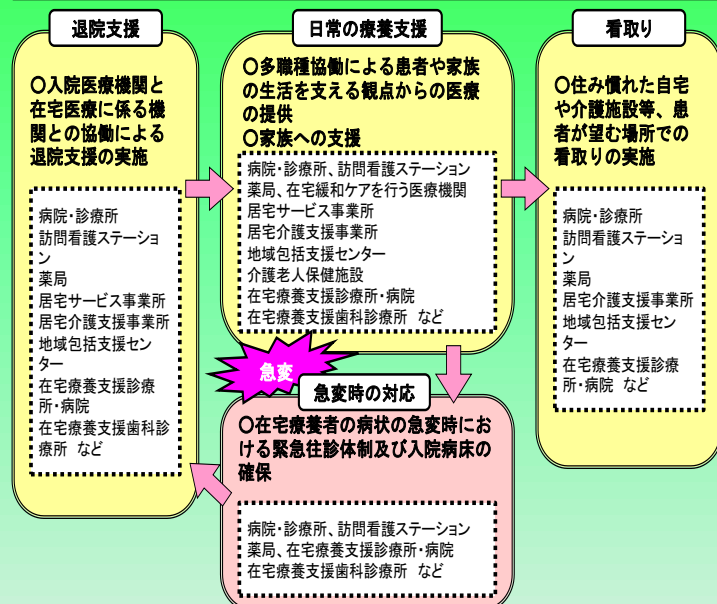 退院支援
〇入院医療機関と
在宅医療に係る機
関との協働による
退院支援の実施
病院・診療所
訪問看護ステーショ
ン
薬局
居宅サービス事業所
居宅介護支援事業所
地域包括支援セン
ター
在宅療養支援診療
所・病院
在宅療養支援歯科診
療所 など
日常の療養支援
〇多職種協働による患者や家族
の生活を支える観点からの医療
の提供
〇家族への支援
病院・診療所、訪問看護ステーション
薬局、在宅緩和ケアを行う医療機関
居宅サービス事業所
居宅介護支援事業所
地域包括支援センター
介護老人保健施設
在宅療養支援診療所・病院
在宅療養支援歯科診療所 など
急変
急変時の対応
〇在宅療養者の病状の急変時にお
ける緊急往診体制及び入院病床の
確保
病院・診療所、訪問看護ステーション
薬局、在宅療養支援診療所・病院
在宅療養支援歯科診療所 など
看取り
〇住み慣れた自宅
や介護施設等、患
者が望む場所での
看取りの実施
病院・診療所
訪問看護ステーショ
ン
薬局
居宅介護支援事業所
地域包括支援セン
ター
在宅療養支援診療
所・病院 など